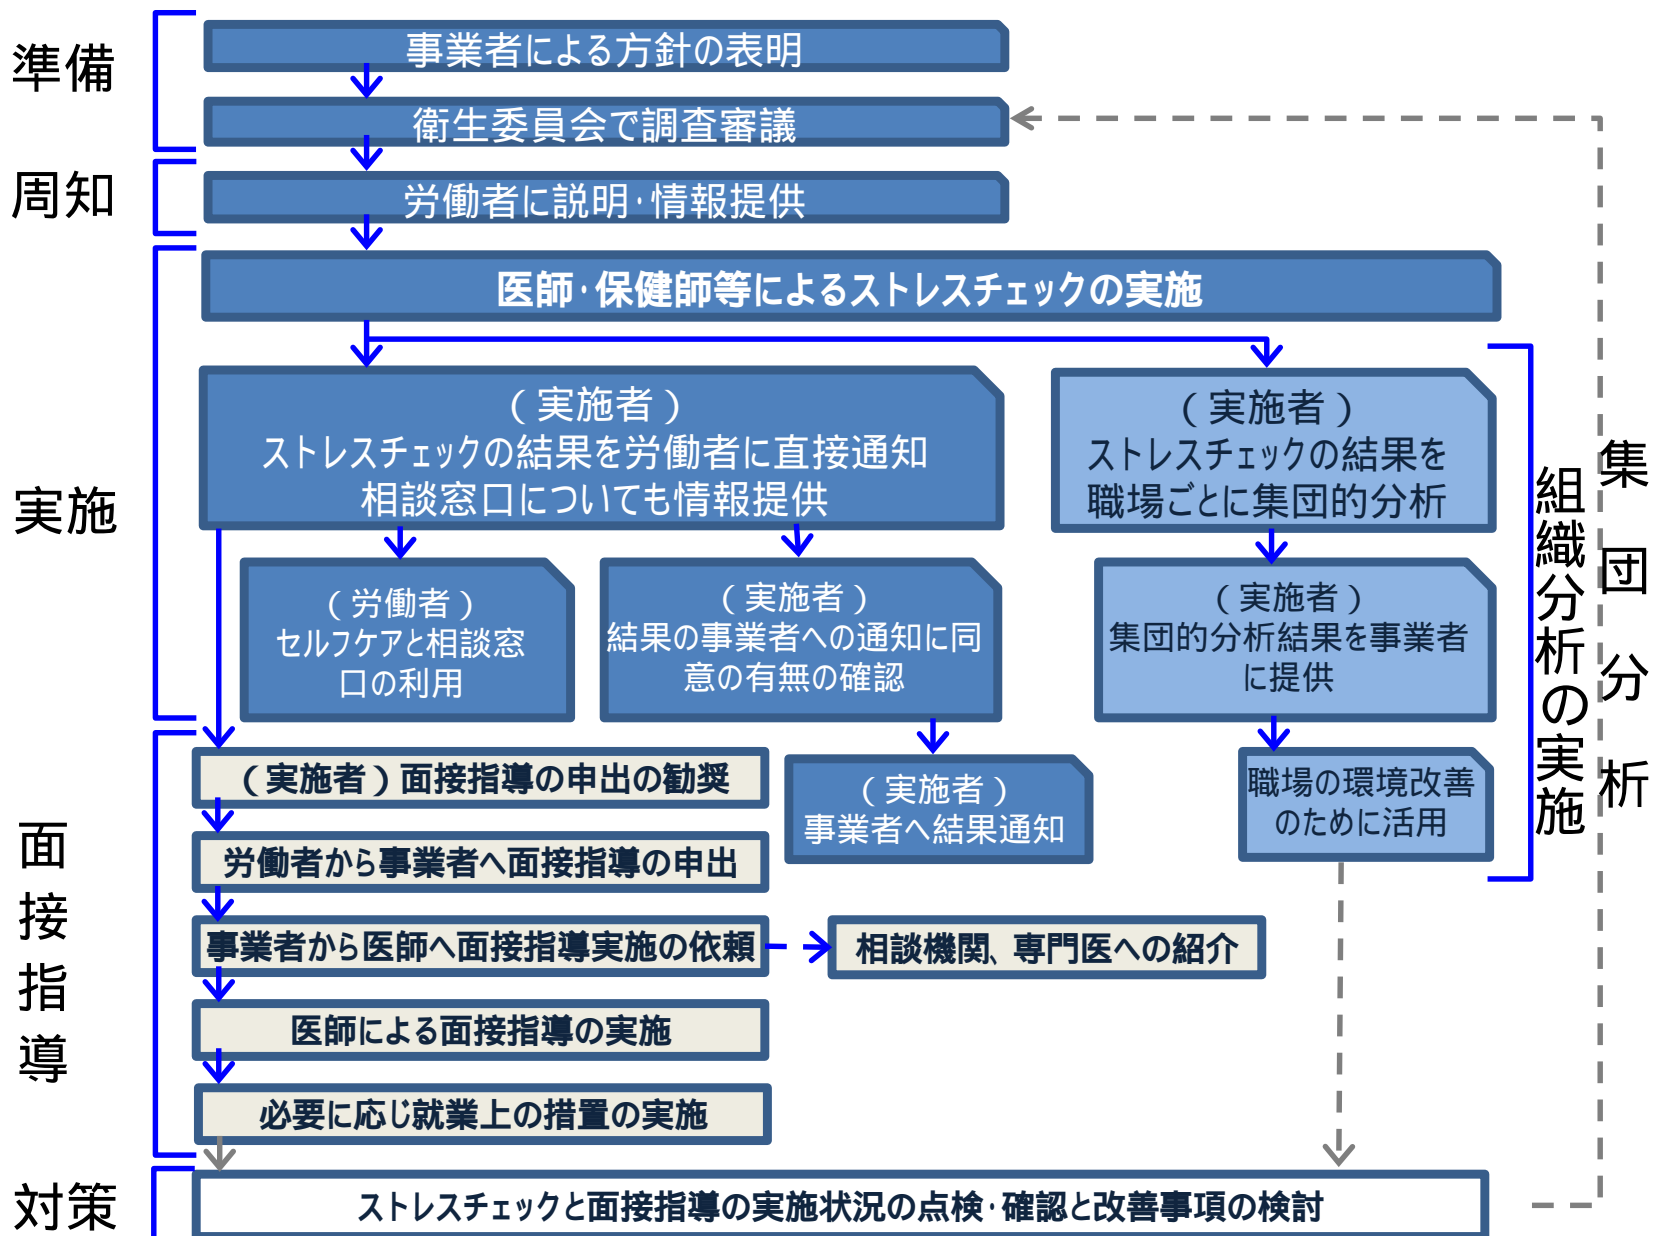 準備
事業者による方針の表明
衛生委員会で調査審議
周知
労働者に説明・情報提供
実施
医師・保健師等によるストレスチェックの実施
（実施者）
ストレスチェックの結果を労働者に直接通知
相談窓口についても情報提供
（実施者）
ストレスチェックの結果を
職場ごとに集団的分析
（労働者）
セルフケアと相談窓
口の利用
（実施者）
結果の事業者への通知に同
意の有無の確認
（実施者）
集団的分析結果を事業者
に提供
組織分析の実施
集団分析
面接指導
（実施者）面接指導の申出の勧奨
（実施者）
事業者へ結果通知
職場の環境改善
のために活用
労働者から事業者へ面接指導の申出
事業者から医師へ面接指導実施の依頼
相談機関、専門医への紹介
医師による面接指導の実施
必要に応じ就業上の措置の実施
対策
ストレスチェックと面接指導の実施状況の点検・確認と改善事項の検討